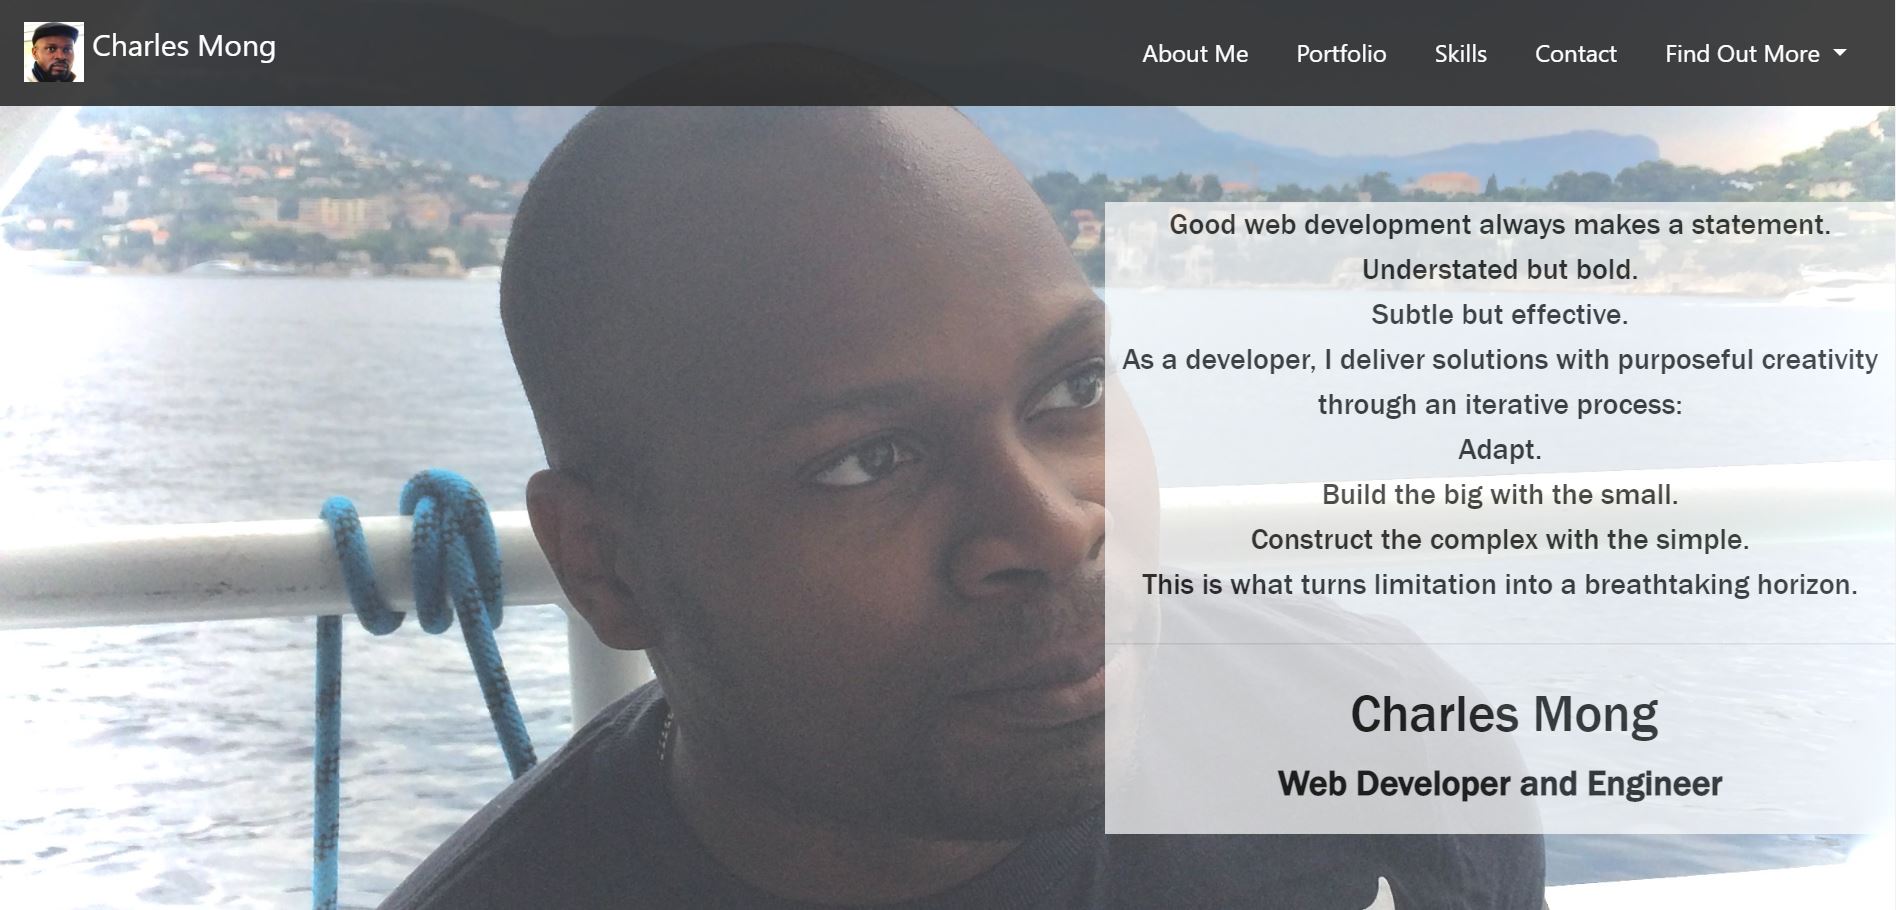 Charles Mong
About Me
Portfolio
Skills
Contact
Find Out More
Good web development always makes a statement.
Understated but bold.
Subtle but effective.
As a developer, I deliver solutions with purposeful creativity
through an iterative process:
Adapt.
Build the big with the small.
Construct the complex with the simple.
This is what turns limitation into a breathtaking horizon.
Charles Mong
Web Developer and Engineer